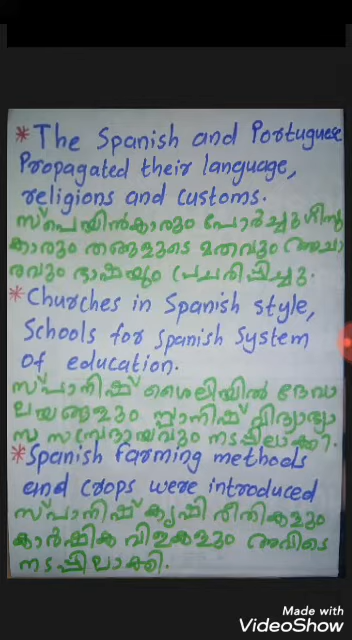 * The Spanish and Portuguese
Propagated their language,
religions and customs.
സ്പെയിൻകാരും പോർച്ചുഗീസു
കാരും തങ്ങളുടെ മതവും ആചാ
രവും ഭാഷയും പ്രചരിപ്പിച്ചു.
* Churches in Spanish style,
Schools for Spanish System
of education.
സ്പാനിഷ് ശൈലിയിൽ ദേവാ
ലയങ്ങളും സ്പാനിഷ് വിദ്യാഭ്യാ
സ സമ്പ്രദായവും നടപ്പിലാക്കി.
* Spanish farming methods
and crops were introduced
സ്പാനിഷ് കൃഷി രീതികളും
കാർഷിക വിളകളും അവിടെ
നടപ്പിലാക്കി.
Made with
VideoShow